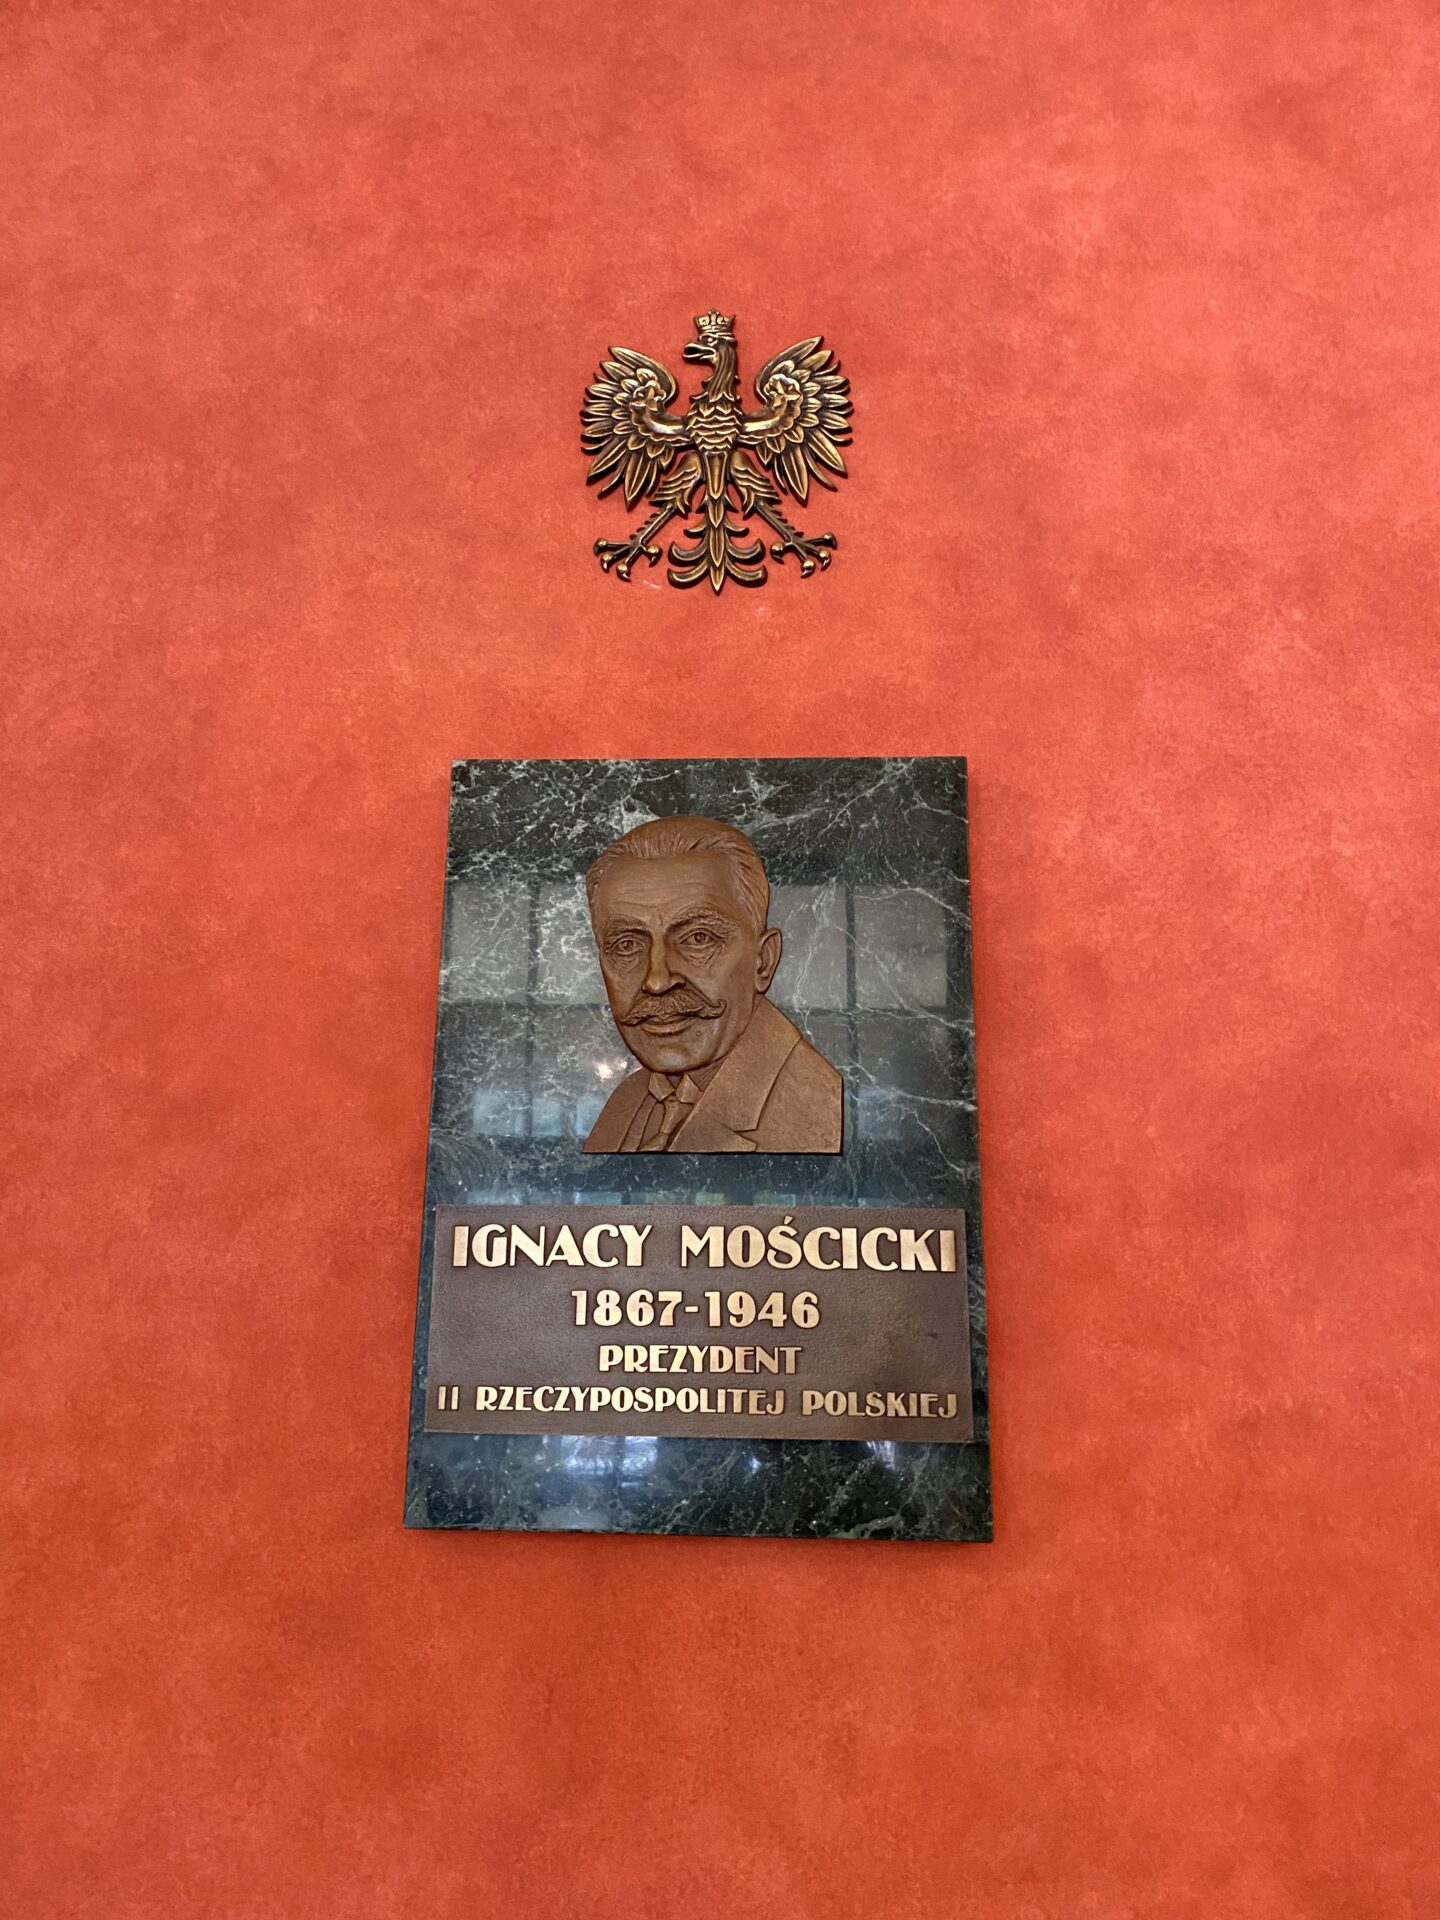 IGNACY MOŚCICKI
1867-1946
PREZYDENT
II RZECZYPOSPOLITEJ POLSKIEJ